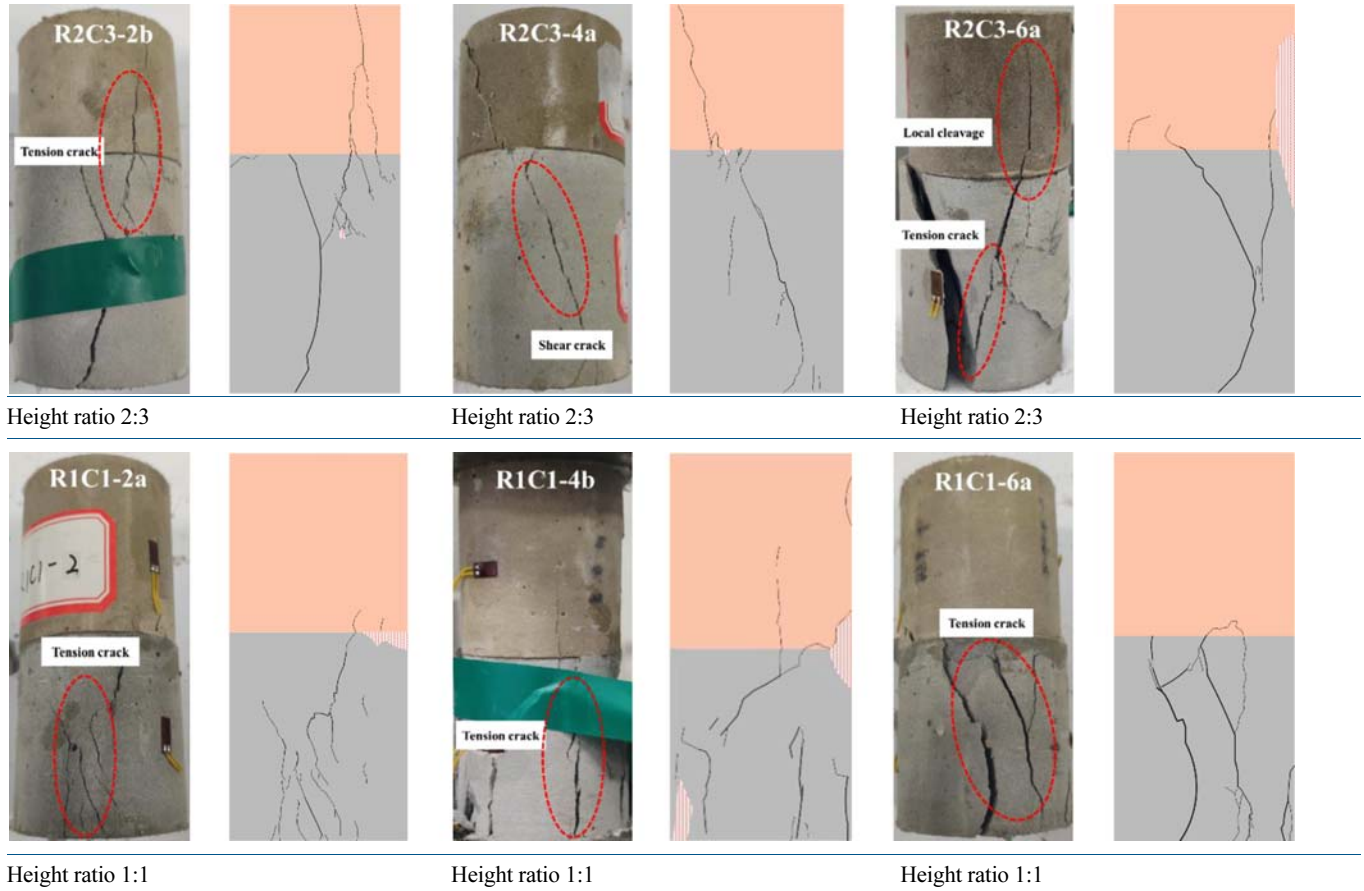 R2C3-2b
R2C3-4a
R2C3-6a
Tension crack
Local cleavage
Tension crack
Shear crack
Height ratio 2:3
Height ratio 2:3
Height ratio 2:3
R1C1-2a
R1C1-4b
R1C1-6a
1C1-2
Tension crack
Tension crack
Tension crack
Height ratio 1:1
Height ratio 1:1
Height ratio 1:1